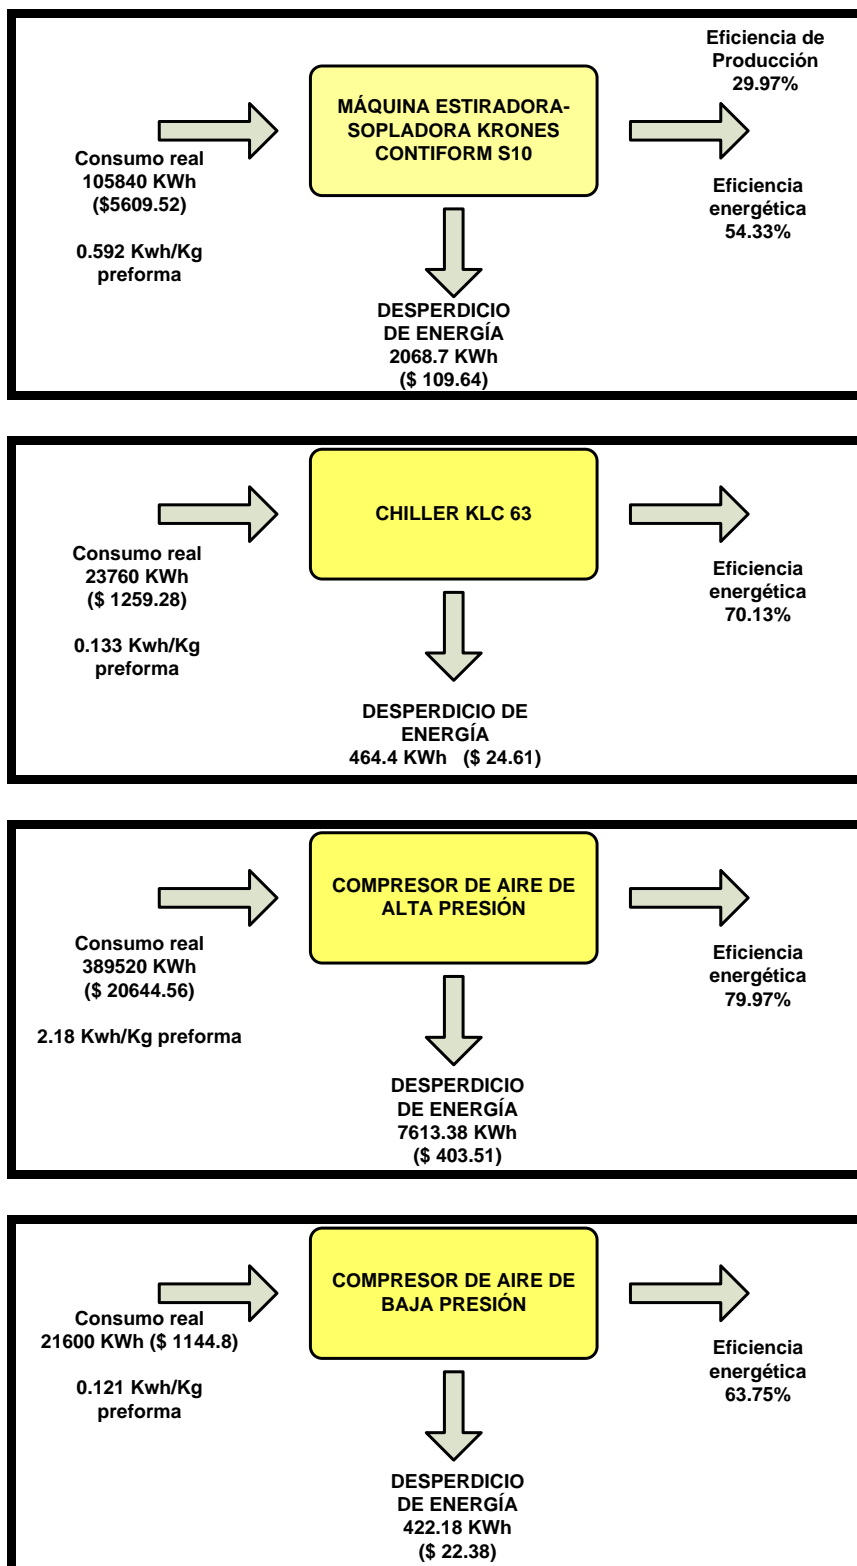 Eficiencia de
Producción
29.97%
MÁQUINA ESTIRADORA-
SOPLADORA KRONES
CONTIFORM S10
Consumo real
105840 KWh
($5609.52)
0.592 Kwh/Kg
preforma
Eficiencia
energética
54.33%
DESPERDICIO
DE ENERGÍA
2068.7 KWh
($ 109.64)
CHILLER KLC 63
Consumo real
23760 KWh
($ 1259.28)
0.133 Kwh/Kg
preforma
Eficiencia
energética
70.13%
DESPERDICIO DE
ENERGÍA
464.4 KWh ($ 24.61)
COMPRESOR DE AIRE DE
ALTA PRESIÓN
Consumo real
389520 KWh
($ 20644.56)
2.18 Kwh/Kg preforma
Eficiencia
energética
79.97%
DESPERDICIO
DE ENERGÍA
7613.38 KWh
($ 403.51)
COMPRESOR DE AIRE DE
BAJA PRESIÓN
Consumo real
21600 KWh ($ 1144.8)
0.121 Kwh/Kg
preforma
Eficiencia
energética
63.75%
DESPERDICIO
DE ENERGÍA
422.18 KWh
($ 22.38)